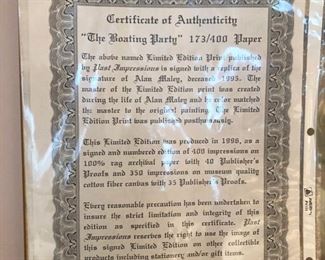 Certificate of Authenticity
"The Boating Party" 173/400 Paper
The above named Limited Edition Print published
by Past Impressions is signed with a replica of the
signature of Alan Maley, deceased 1995. The
master of the Limited Edition print was created
during the life of Alan Maley and its color matched
the master to the original painting. The Limited
Edition Print was published posthumously.
This Limited Edition was produced in 1996, as a
signed and numbered edition of 400 impressions on
100% rag archival paper with 40 Publisher's
Proofs and 350 impressions on museum quality
cotton fiber canvas with 35 Publisher's Proofs.
Every reasonable precaution has been undertaken to
insure the strict limitation and integrity of this
edition as specified in this certificate. Past
Impressions reserves the right to use the image of
this signed Limited Edition on other collectible
products including stationery and/or gift items.